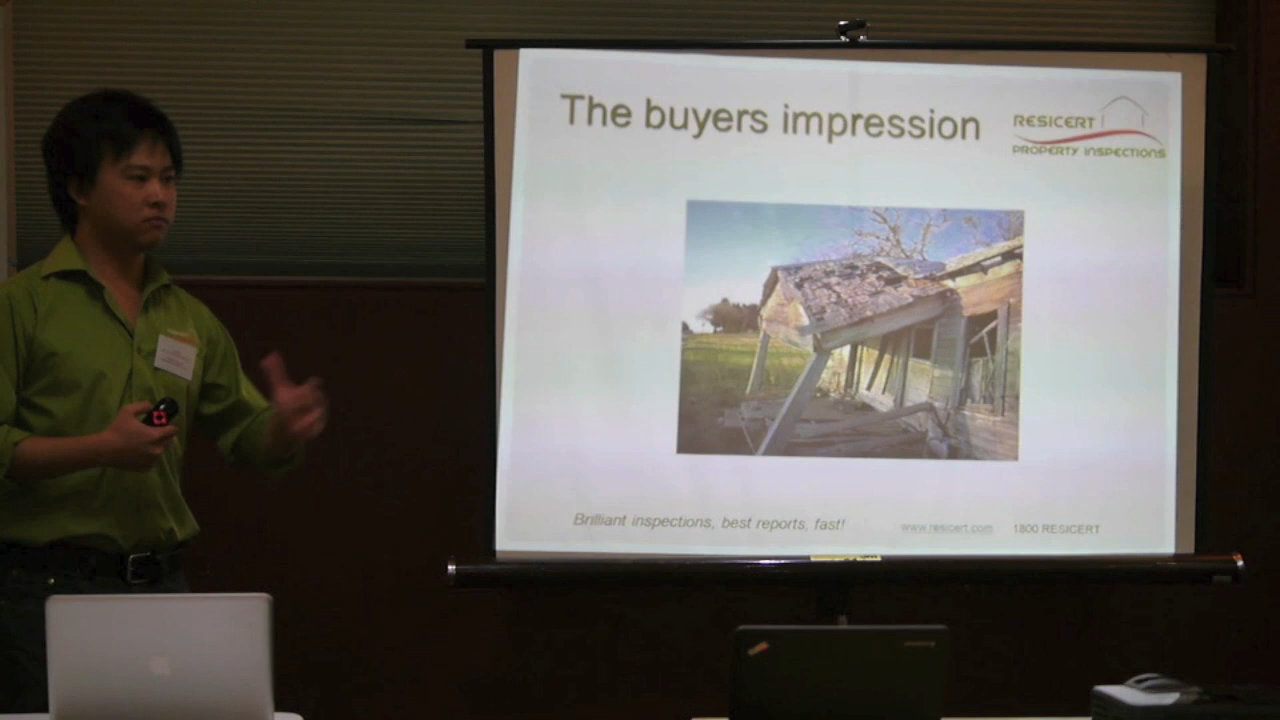 The buyers impression
RESICERT
PROPERTY INSPECTIONS
Brilliant inspections, best reports, fast!
www.resicert.com
1800 RESICERT